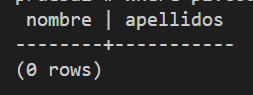 nombre | apellidos
--------+-----------
(0 rows)